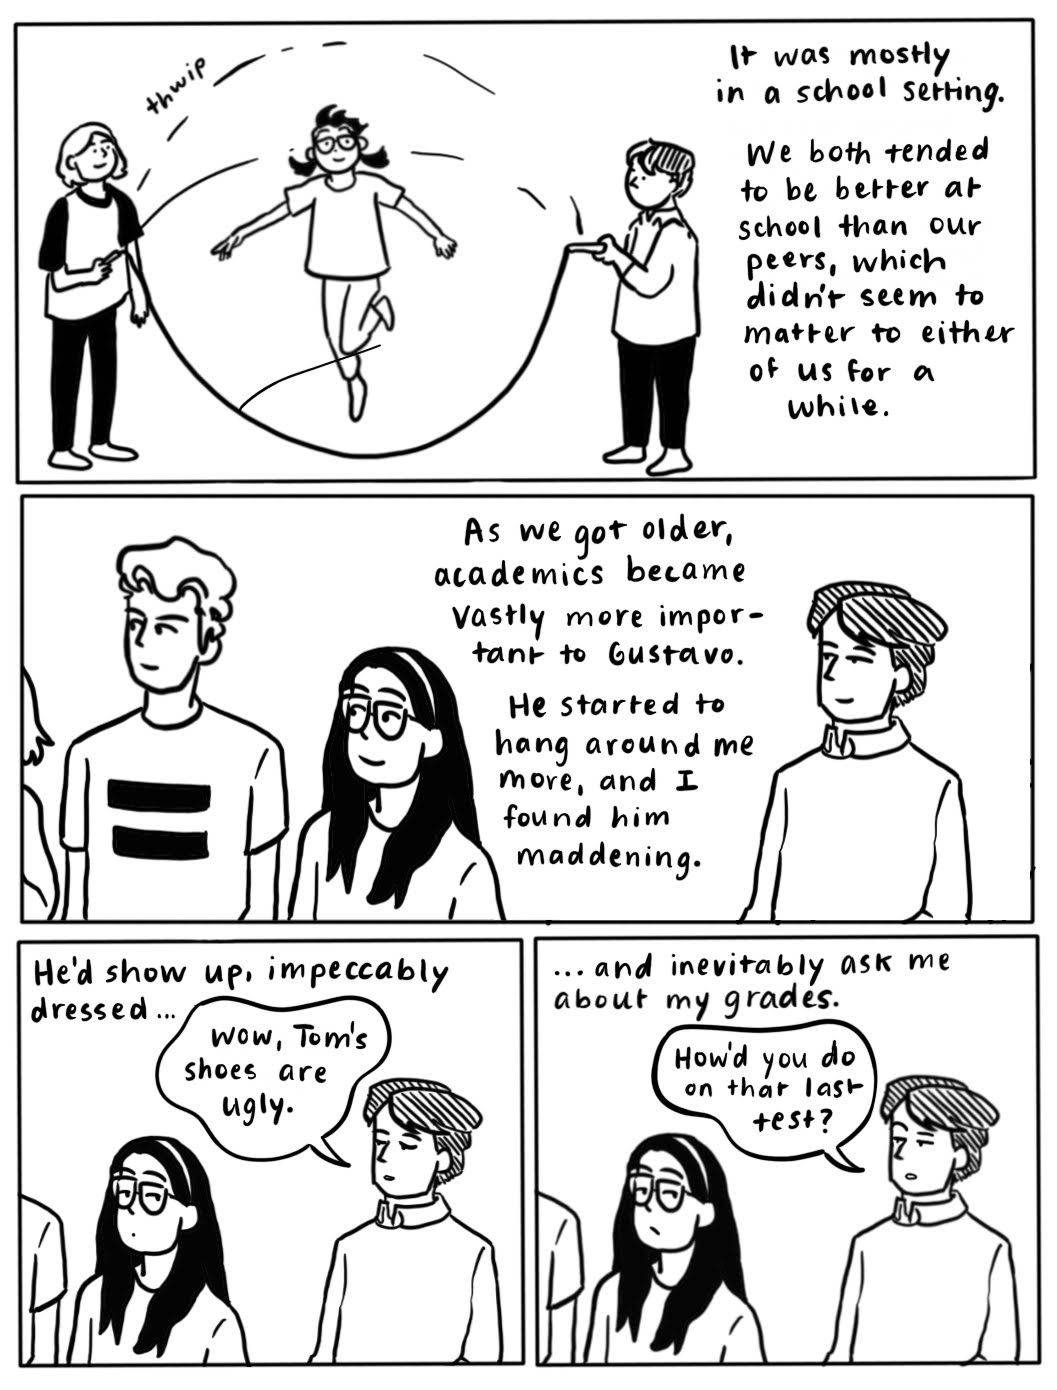 thwip
It was mostly
in a school setting.
We both tended
to be better at
school than our
peers, which
didn't seem to
matter to either
of us for a
while.
As we got older,
academics became
vastly more impor-
tant to Gustavo.
He started to
hang around me
more, and I
found him
maddening.
He'd show up, impeccably
dressed...
Wow, Tom's
shoes are
ugly.
...and inevitably ask me
about my grades.
How'd you do
on that last
test?